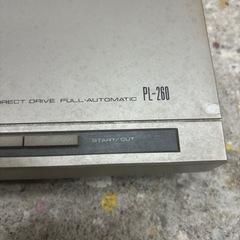 DIRECT DRIVE FULL-AUTOMATIC PL-260
START/CUT